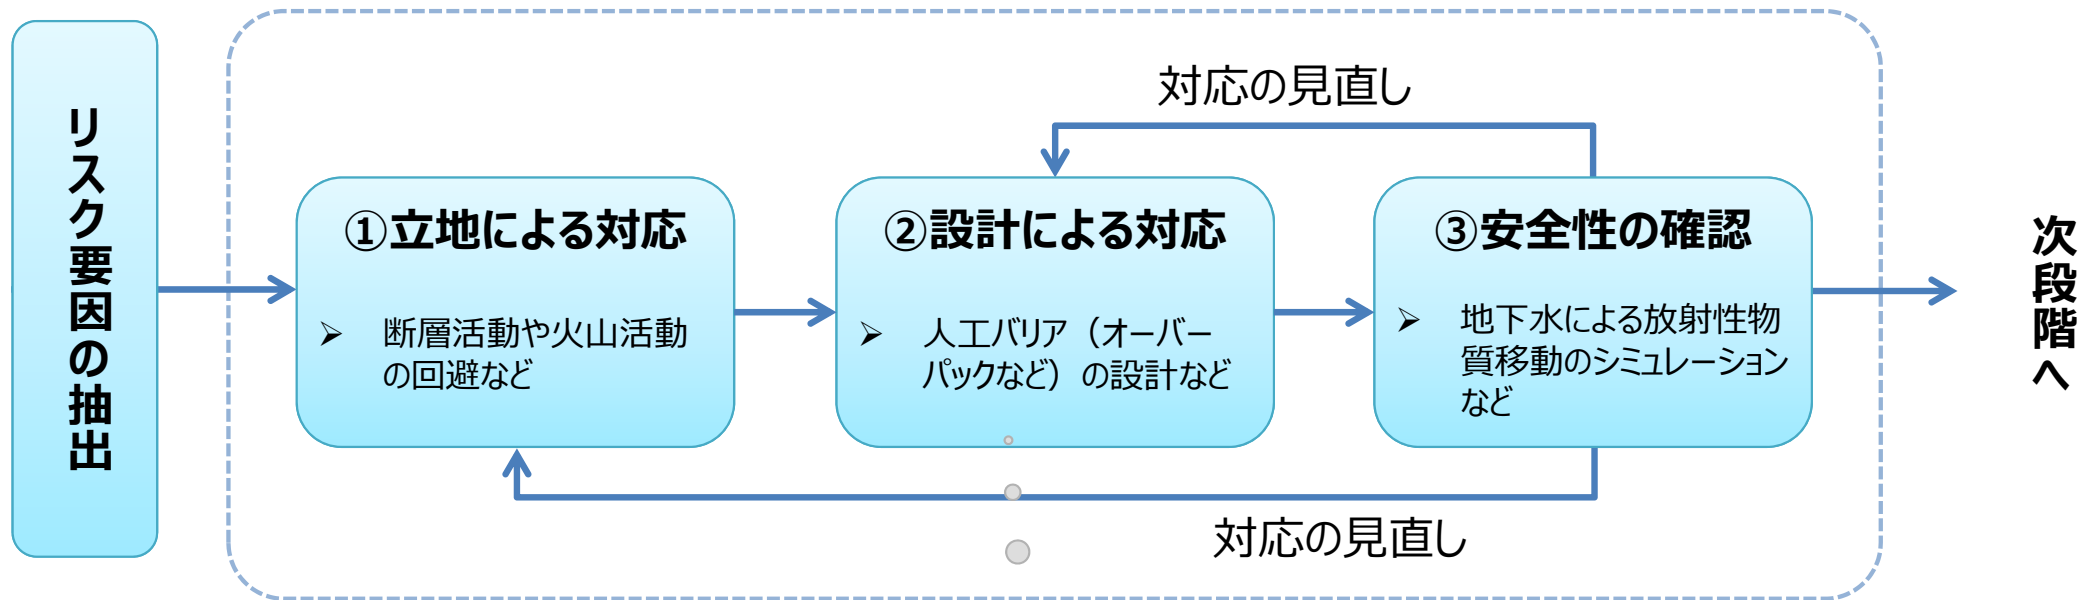 リスク要因の抽出
対応の見直し
①立地による対応
➢ 断層活動や火山活動
の回避など
②設計による対応
➢ 人工バリア（オーバー
パックなど）の設計など
③安全性の確認
➢ 地下水による放射性物
質移動のシミュレーション
など
対応の見直し
次段階へ